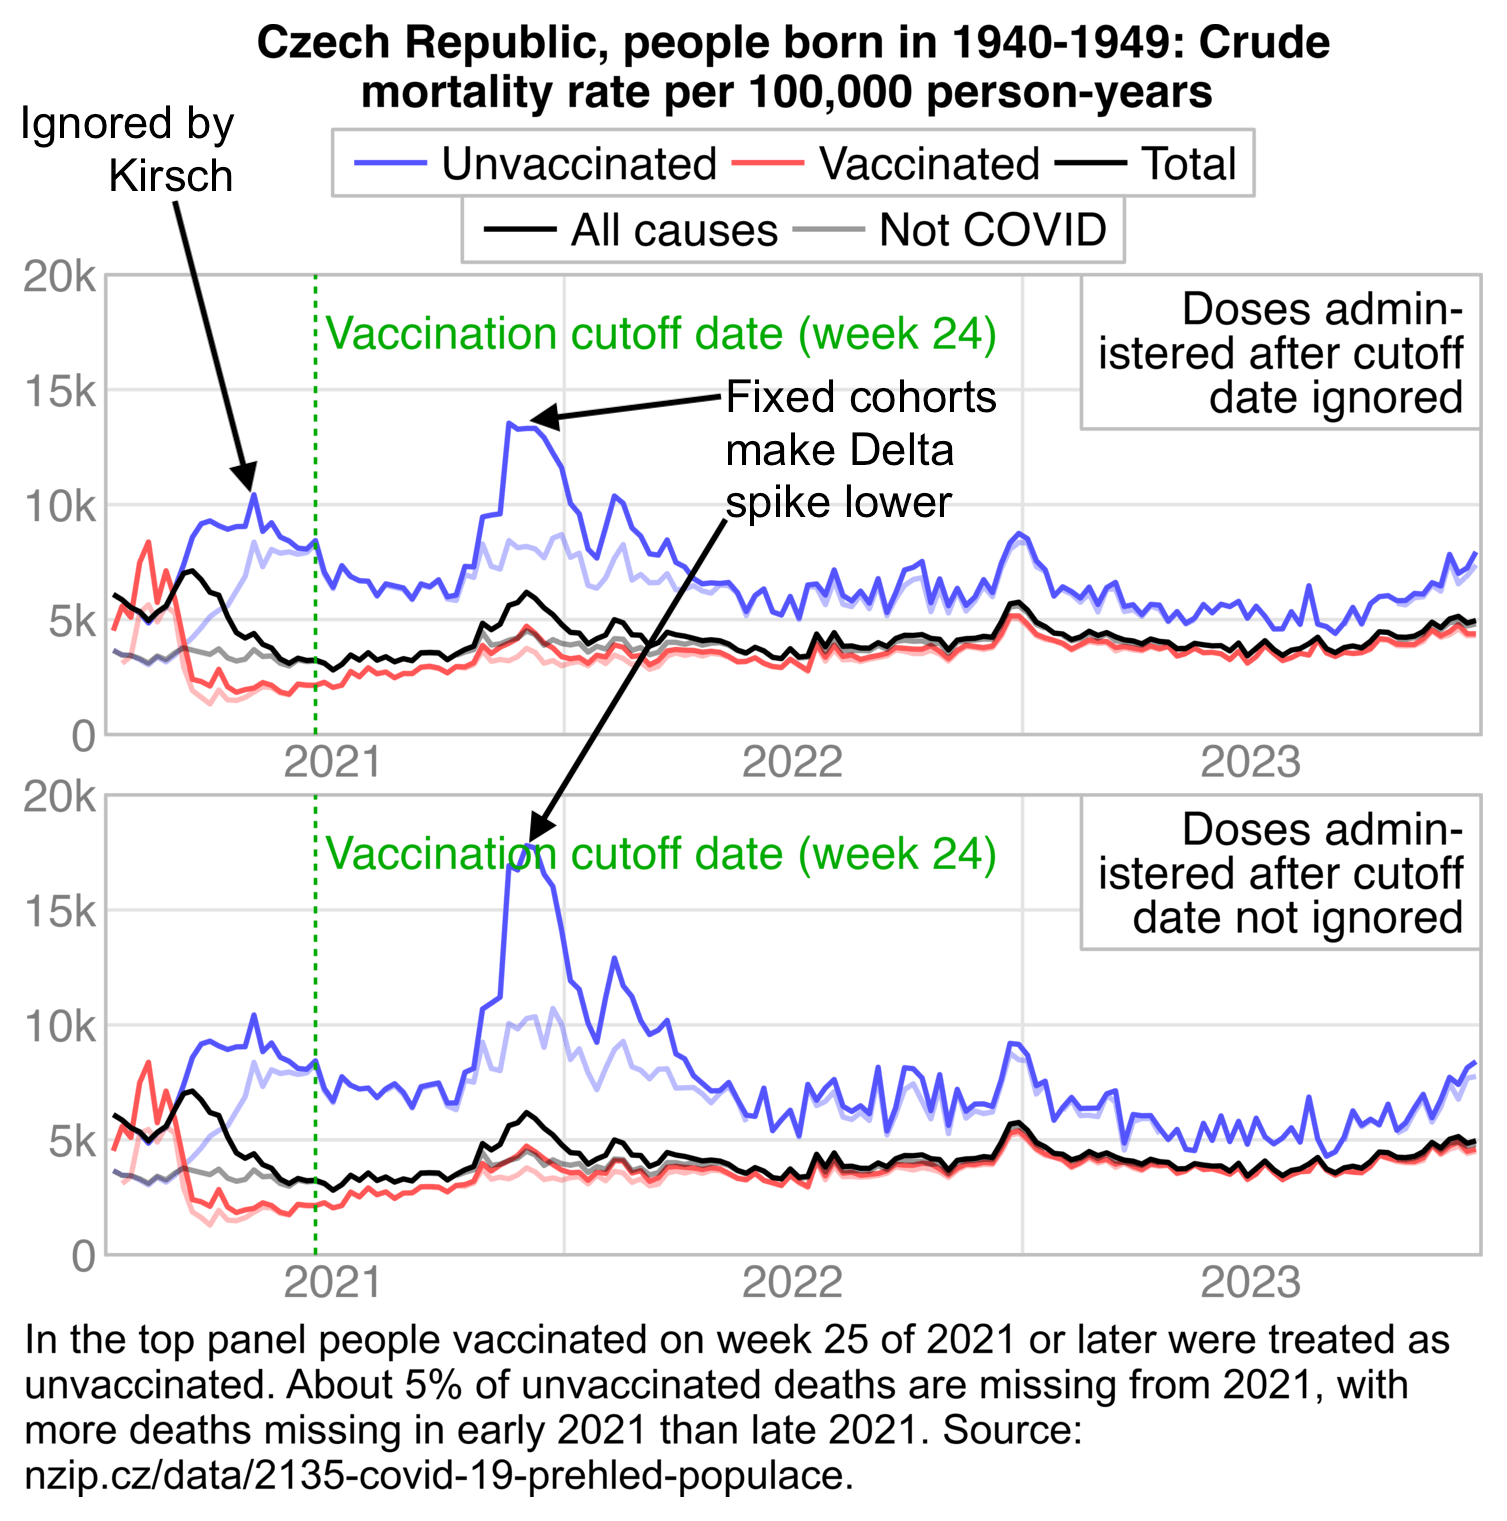 Czech Republic, people born in 1940-1949: Crude
mortality rate per 100,000 person-years
Ignored by
Kirsch
Unvaccinated Vaccinated Total
All causes Not COVID
20k
15k
10k
5k
0
Vaccination cutoff date (week 24)
Doses admin-
istered after cutoff
date ignored
Fixed cohorts
make Delta
spike lower
2021 2022 2023
20k
15k
10k
5k
0
Vaccination cutoff date (week 24)
Doses admin-
istered after cutoff
date not ignored
2021 2022 2023
In the top panel people vaccinated on week 25 of 2021 or later were treated as
unvaccinated. About 5% of unvaccinated deaths are missing from 2021, with
more deaths missing in early 2021 than late 2021. Source:
nzip.cz/data/2135-covid-19-prehled-populace.